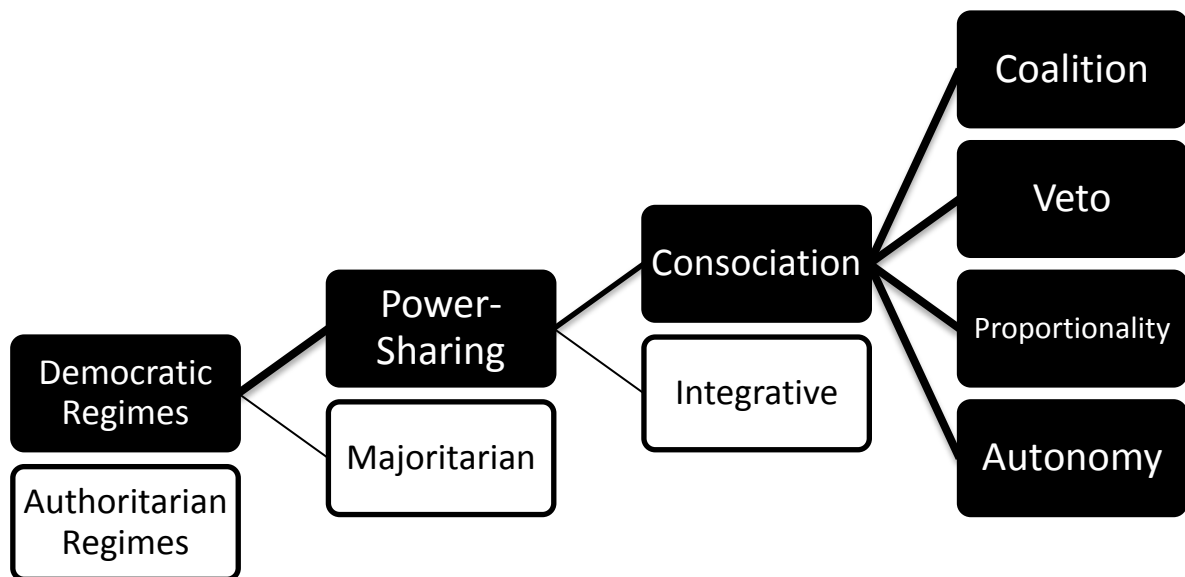 Democratic
Regimes
Authoritarian
Regimes
Power-
Sharing
Majoritarian
Consociation
Integrative
Coalition
Veto
Proportionality
Autonomy